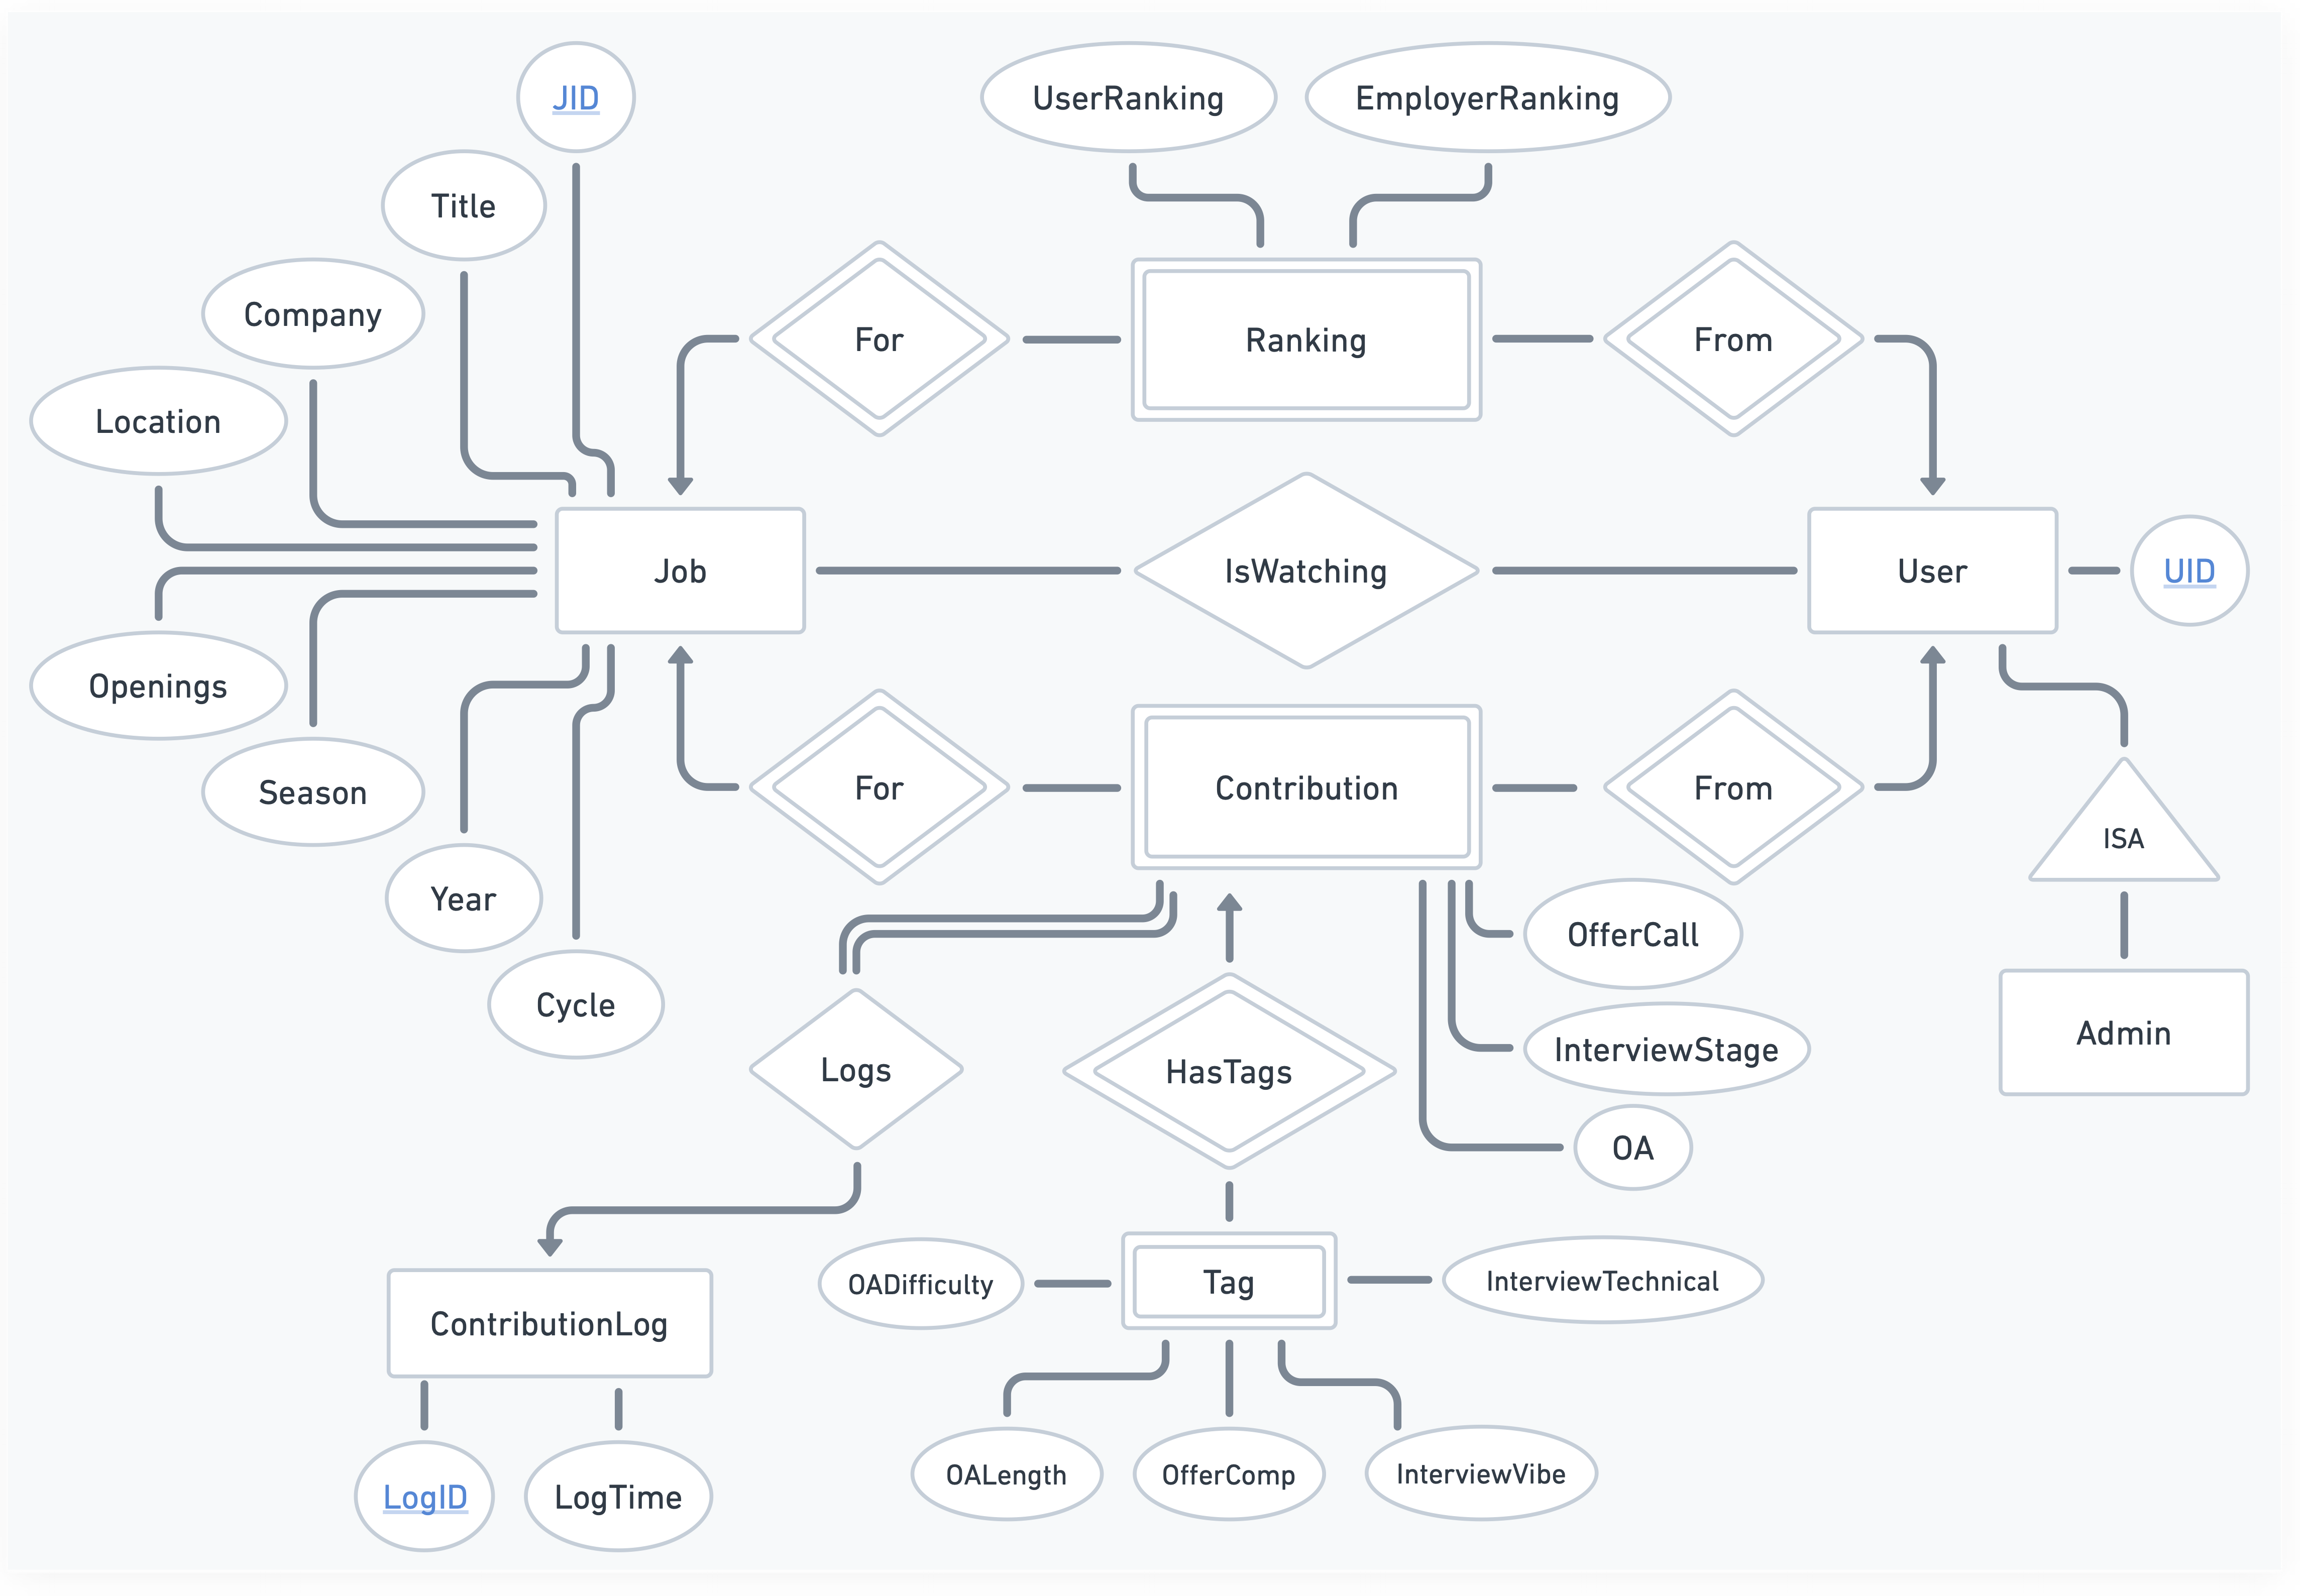 JID
UserRanking
EmployerRanking
Title
Company
For
Ranking
From
Location
Job
IsWatching
User
UID
Openings
Season
For
Contribution
From
ISA
Year
OfferCall
Cycle
Logs
HasTags
InterviewStage
Admin
OA
ContributionLog
OADifficulty
Tag
InterviewTechnical
LogID
LogTime
OALength
OfferComp
InterviewVibe